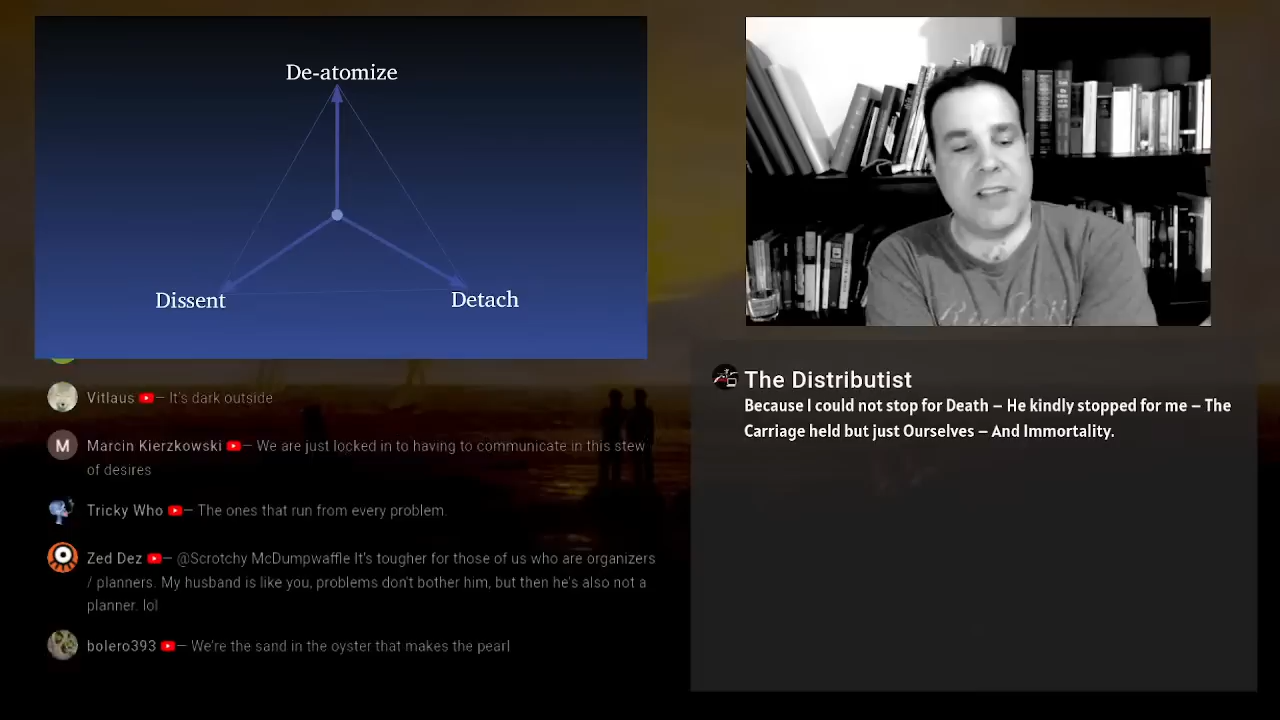 De-atomize
Dissent
Detach
Vitlaus – It's dark outside
M
Marcin Kierzkowski – We are just locked in to having to communicate in this stew
of desires
Tricky Who – The ones that run from every problem.
Zed Dez – @Scrotchy McDumpwaffle It's tougher for those of us who are organizers
/ planners. My husband is like you, problems don't bother him, but then he's also not a
planner. lol
bolero393 – We're the sand in the oyster that makes the pearl
The Distributist
Because I could not stop for Death – He kindly stopped for me – The
Carriage held but just Ourselves – And Immortality.